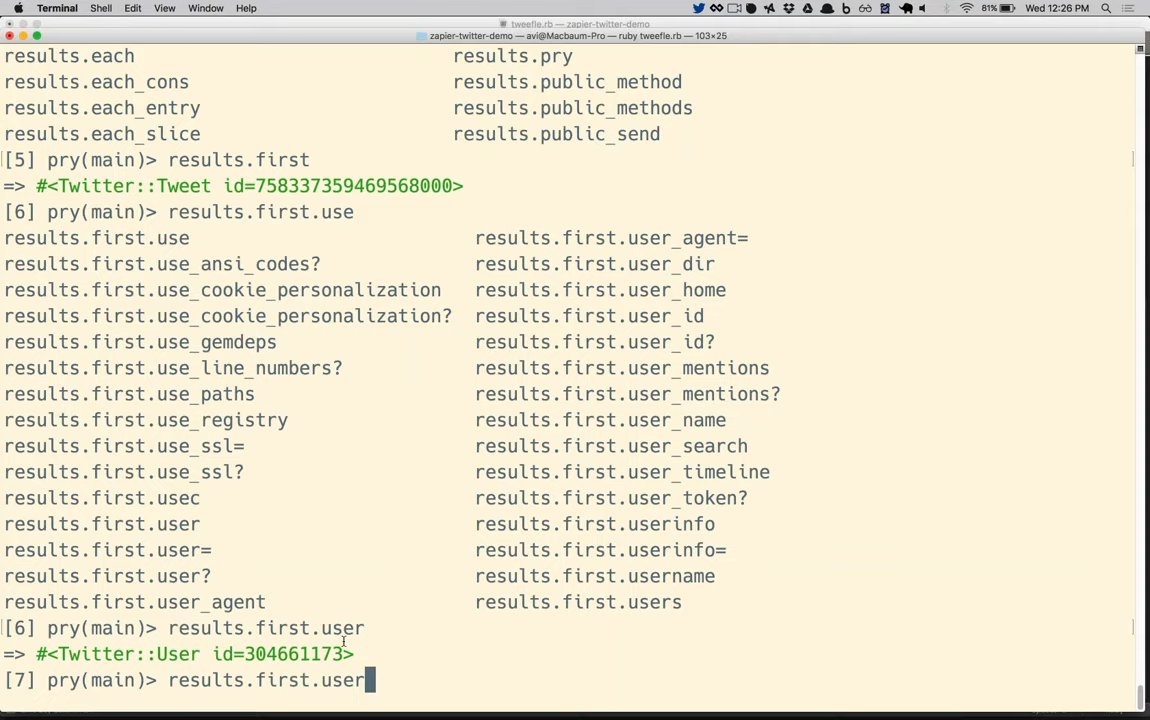 Terminal Shell Edit View Window Help 81% Wed 12:26 PM
tweefle.rb — zapier-twitter-demo
zapier-twitter-demo — avi@Macbaum-Pro — ruby tweefle.rb — 103×25
results.each results.pry
results.each_cons results.public_method
results.each_entry results.public_methods
results.each_slice results.public_send
[5] pry(main)> results.first
=> #<Twitter::Tweet id=758337359469568000>
[6] pry(main)> results.first.use
results.first.use results.first.user_agent=
results.first.use_ansi_codes? results.first.user_dir
results.first.use_cookie_personalization results.first.user_home
results.first.use_cookie_personalization? results.first.user_id
results.first.use_gemdeps results.first.user_id?
results.first.use_line_numbers? results.first.user_mentions
results.first.use_paths results.first.user_mentions?
results.first.use_registry results.first.user_name
results.first.use_ssl= results.first.user_search
results.first.use_ssl? results.first.user_timeline
results.first.usec results.first.user_token?
results.first.user results.first.userinfo
results.first.user= results.first.userinfo=
results.first.user? results.first.username
results.first.user_agent results.first.users
[6] pry(main)> results.first.user
=> #<Twitter::User id=304661173>
[7] pry(main)> results.first.user